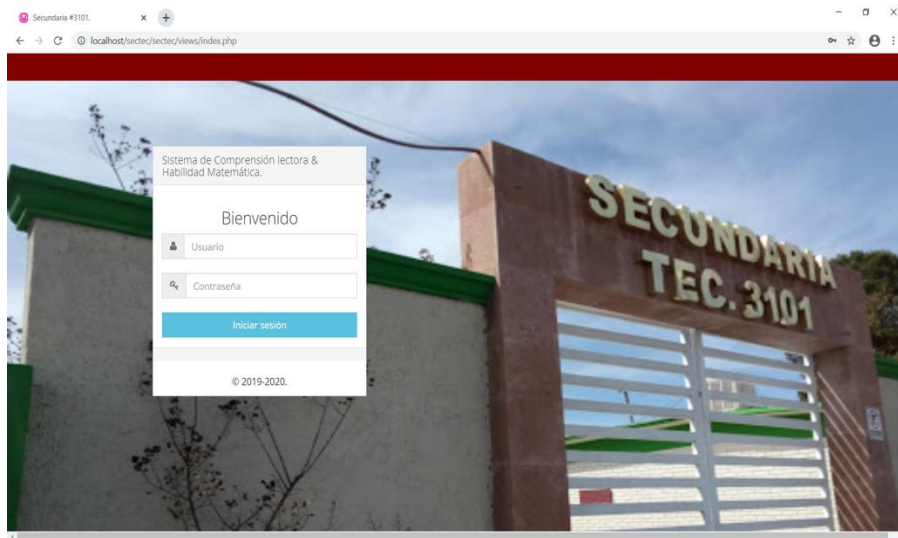 Secundaria #3101.
localhost/sectec/sectec/views/index.php
Sistema de Comprensión lectora &
Habilidad Matemática.
Bienvenido
Usuario
Contraseña
Iniciar sesión
© 2019-2020.
SECUNDARIA
TEC. 3101